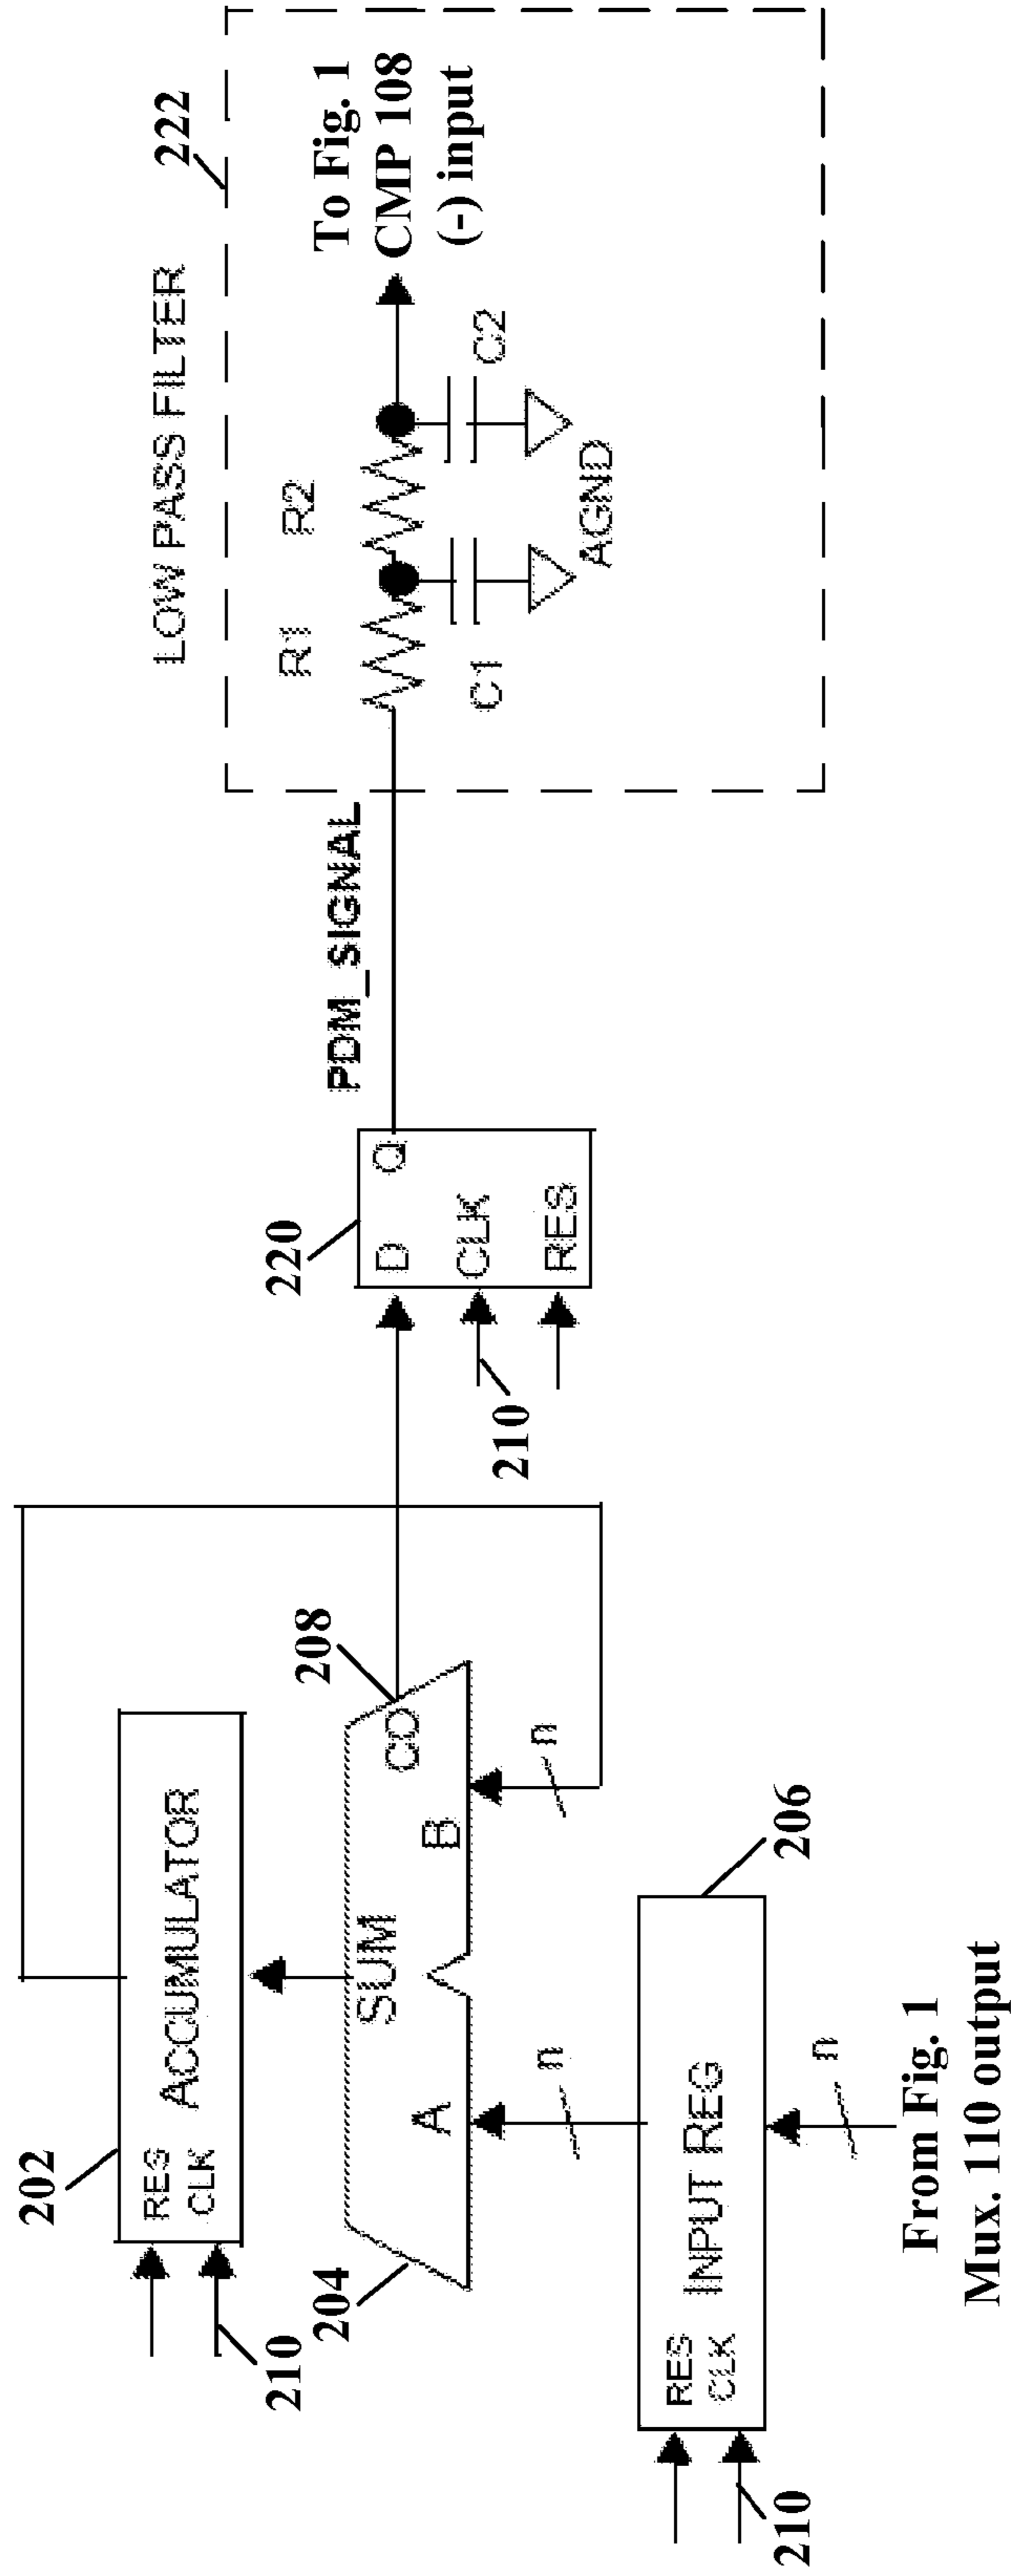 202
RES
CLK
ACCUMULATOR
210
204
SUM
A
B
CO
208
n
n
206
RES
CLK
INPUT REG
210
n
From Fig. 1
Mux. 110 output
220
D
Q
CLK
RES
210
PDM_SIGNAL
LOW PASS FILTER
222
R1
R2
C1
C2
AGND
To Fig. 1
CMP 108
(-) input